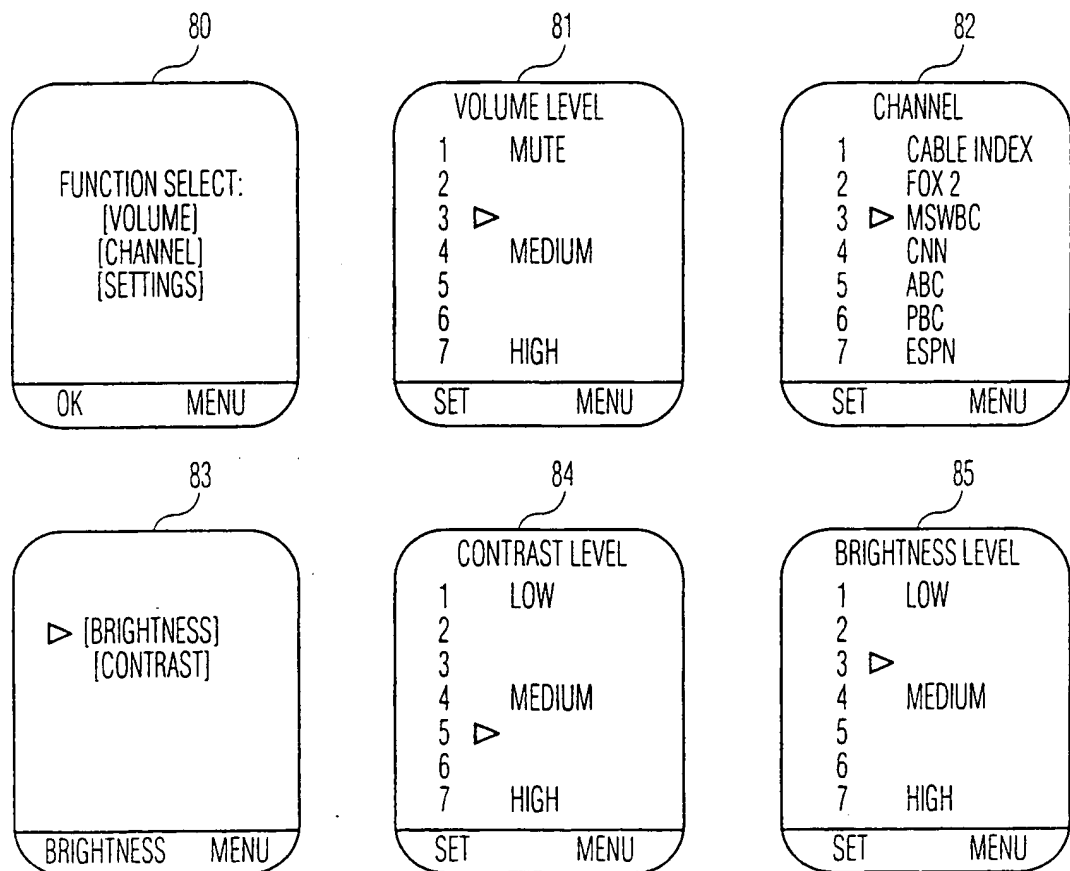 80
FUNCTION SELECT:
[VOLUME]
[CHANNEL]
[SETTINGS]
OK MENU
81
VOLUME LEVEL
1 MUTE
2
3
4 MEDIUM
5
6
7 HIGH
SET MENU
82
CHANNEL
1 CABLE INDEX
2 FOX 2
3 MSWBC
4 CNN
5 ABC
6 PBC
7 ESPN
SET MENU
83
[BRIGHTNESS]
[CONTRAST]
BRIGHTNESS MENU
84
CONTRAST LEVEL
1 LOW
2
3
4 MEDIUM
5
6
7 HIGH
SET MENU
85
BRIGHTNESS LEVEL
1 LOW
2
3
4 MEDIUM
5
6
7 HIGH
SET MENU